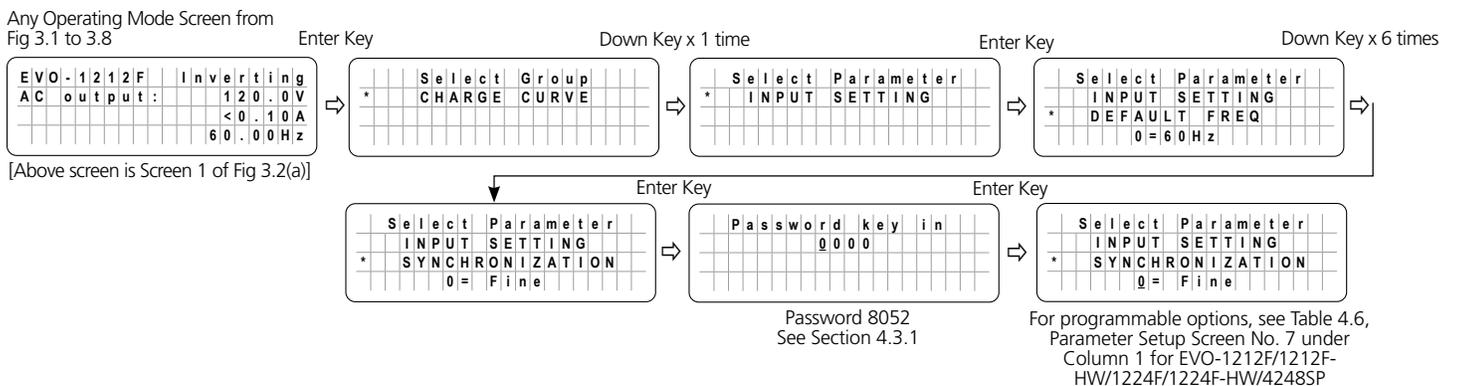 Any Operating Mode Screen from
Fig 3.1 to 3.8
Enter Key
Down Key x 1 time
Enter Key
Down Key x 6 times
EVO-1212F Inverting
AC output: 120.0V
<0.10A
60.00Hz
[Above screen is Screen 1 of Fig 3.2(a)]
Select Group
* CHARGE CURVE
Select Parameter
* INPUT SETTING
Select Parameter
INPUT SETTING
* DEFAULT FREQ
0=60Hz
Enter Key
Enter Key
Select Parameter
INPUT SETTING
* SYNCHRONIZATION
0= Fine
Password key in
0000
Password 8052
See Section 4.3.1
Select Parameter
INPUT SETTING
* SYNCHRONIZATION
0= Fine
For programmable options, see Table 4.6,
Parameter Setup Screen No. 7 under
Column 1 for EVO-1212F/1212F-
HW/1224F/1224F-HW/4248SP